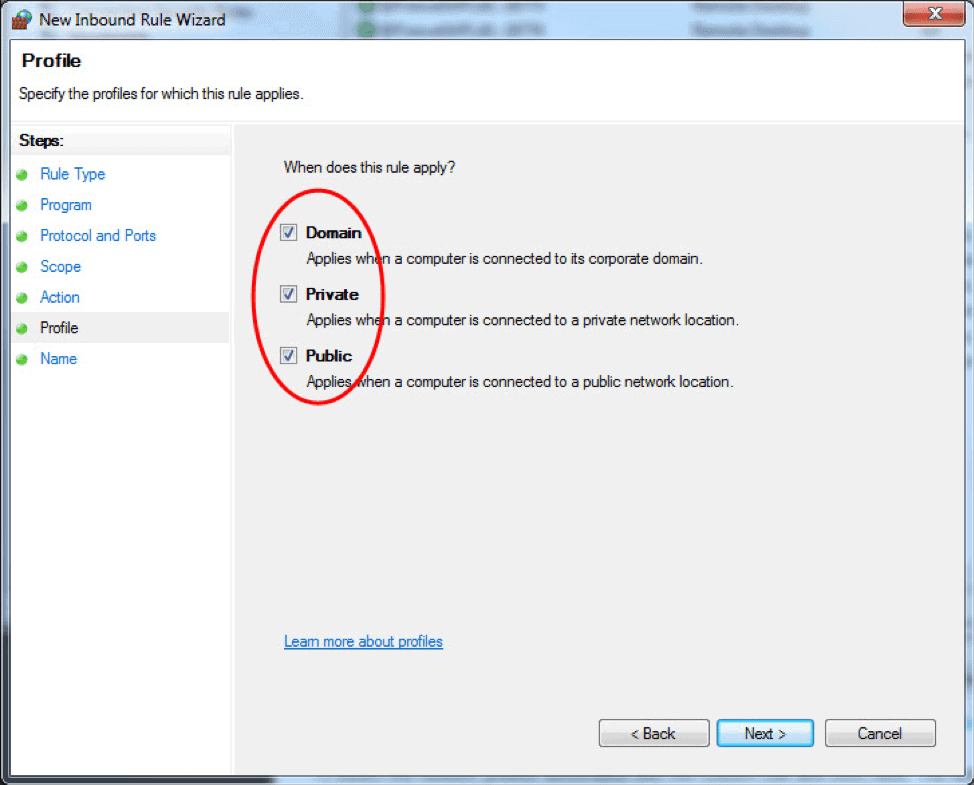 New Inbound Rule Wizard
Profile
Specify the profiles for which this rule applies.
Steps:
Rule Type
Program
Protocol and Ports
Scope
Action
Profile
Name
When does this rule apply?
Domain
Applies when a computer is connected to its corporate domain.
Private
Applies when a computer is connected to a private network location.
Public
Applies when a computer is connected to a public network location.
Learn more about profiles
< Back
Next >
Cancel